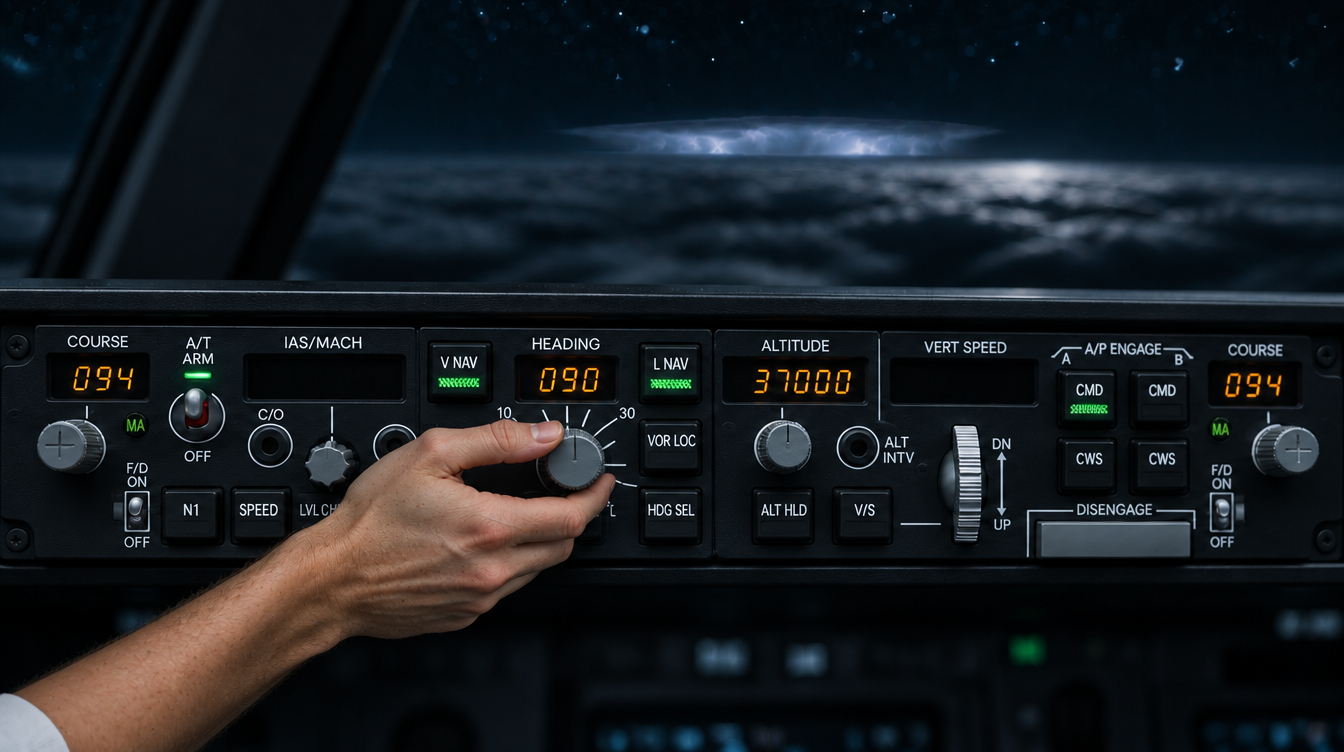 COURSE
094
MA
F/D
ON
OFF
A/T
ARM
OFF
IAS/MACH
C/O
N1
SPEED
LVL CH
V NAV
HEADING
090
10
30
L NAV
VOR LOC
HDG SEL
ALTITUDE
37000
ALT
INTV
ALT HLD
V/S
VERT SPEED
DN
UP
A/P ENGAGE
A
B
CMD
CMD
CWS
CWS
DISENGAGE
COURSE
094
MA
F/D
ON
OFF